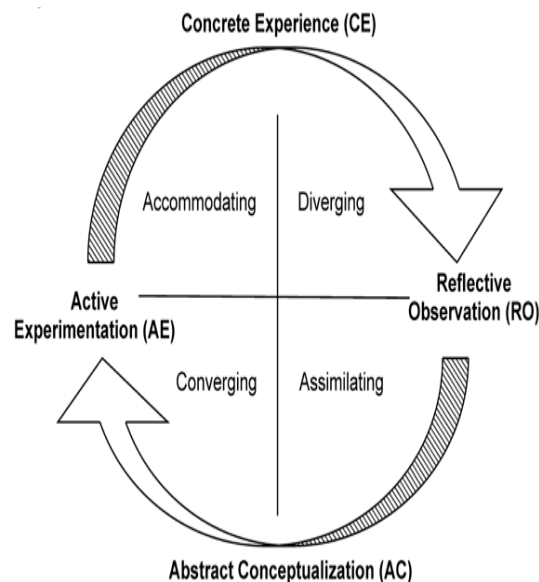 Concrete Experience (CE)
Accommodating
Diverging
Active
Experimentation (AE)
Reflective
Observation (RO)
Converging
Assimilating
Abstract Conceptualization (AC)